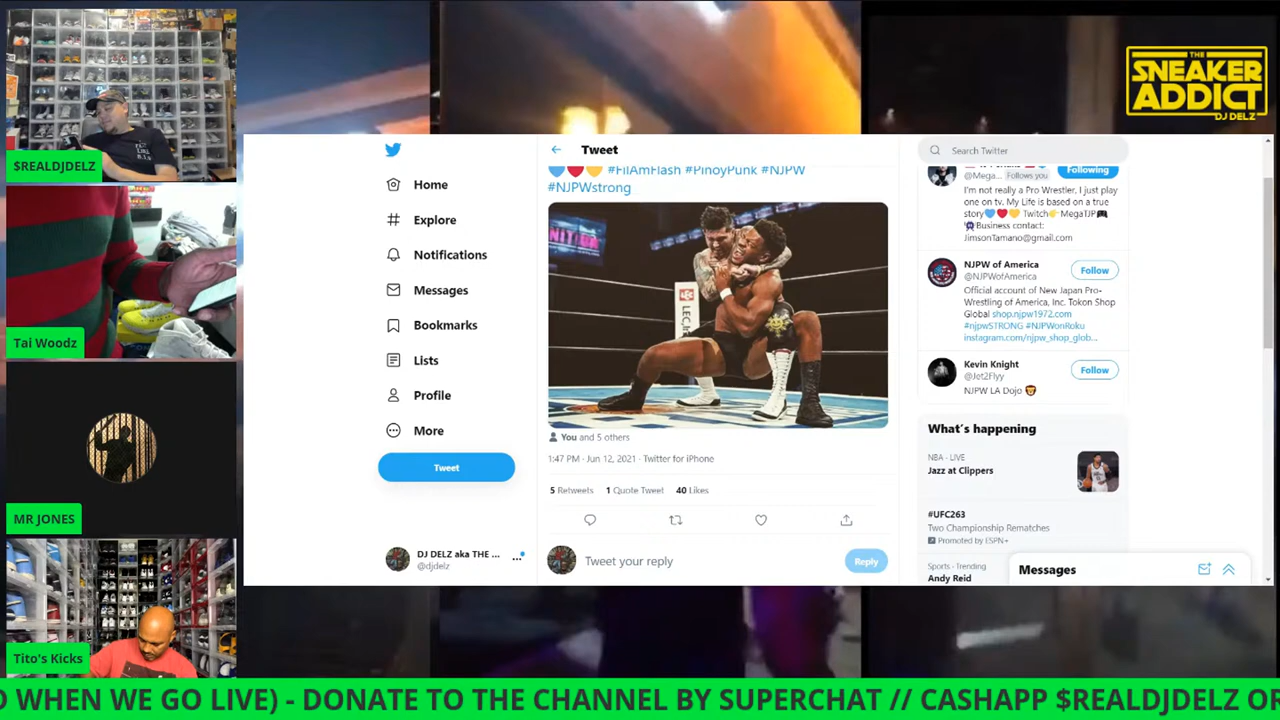 $REALDJDELZ
Tai Woodz
MR JONES
Tito's Kicks
THE
SNEAKER
ADDICT
DJ DELZ
Home
Explore
Notifications
Messages
Bookmarks
Lists
Profile
More
Tweet
DJ DELZ aka THE ...
@djdelz
Tweet
#FilAmFlash #PinoyPunk #NJPW
#NJPWstrong
You and 5 others
1:47 PM · Jun 12, 2021 · Twitter for iPhone
5 Retweets 1 Quote Tweet 40 Likes
Tweet your reply
Reply
Search Twitter
@Mega... Follows you
Following
I'm not really a Pro Wrestler, I just play
one on tv. My Life is based on a true
story Twitch MegaTJP
Business contact:
JimsonTamano@gmail.com
NJPW of America
@NJPWofAmerica
Follow
Official account of New Japan Pro-
Wrestling of America, Inc. Tokon Shop
Global shop.njpw1972.com
#njpwSTRONG #NJPWonRoku
instagram.com/njpw_shop_glob...
Kevin Knight
@Jet2Flyy
Follow
NJPW LA Dojo
What's happening
NBA · LIVE
Jazz at Clippers
#UFC263
Two Championship Rematches
Promoted by ESPN+
Sports · Trending
Andy Reid
Messages
WHEN WE GO LIVE) - DONATE TO THE CHANNEL BY SUPERCHAT // CASHAPP $REALDJDELZ